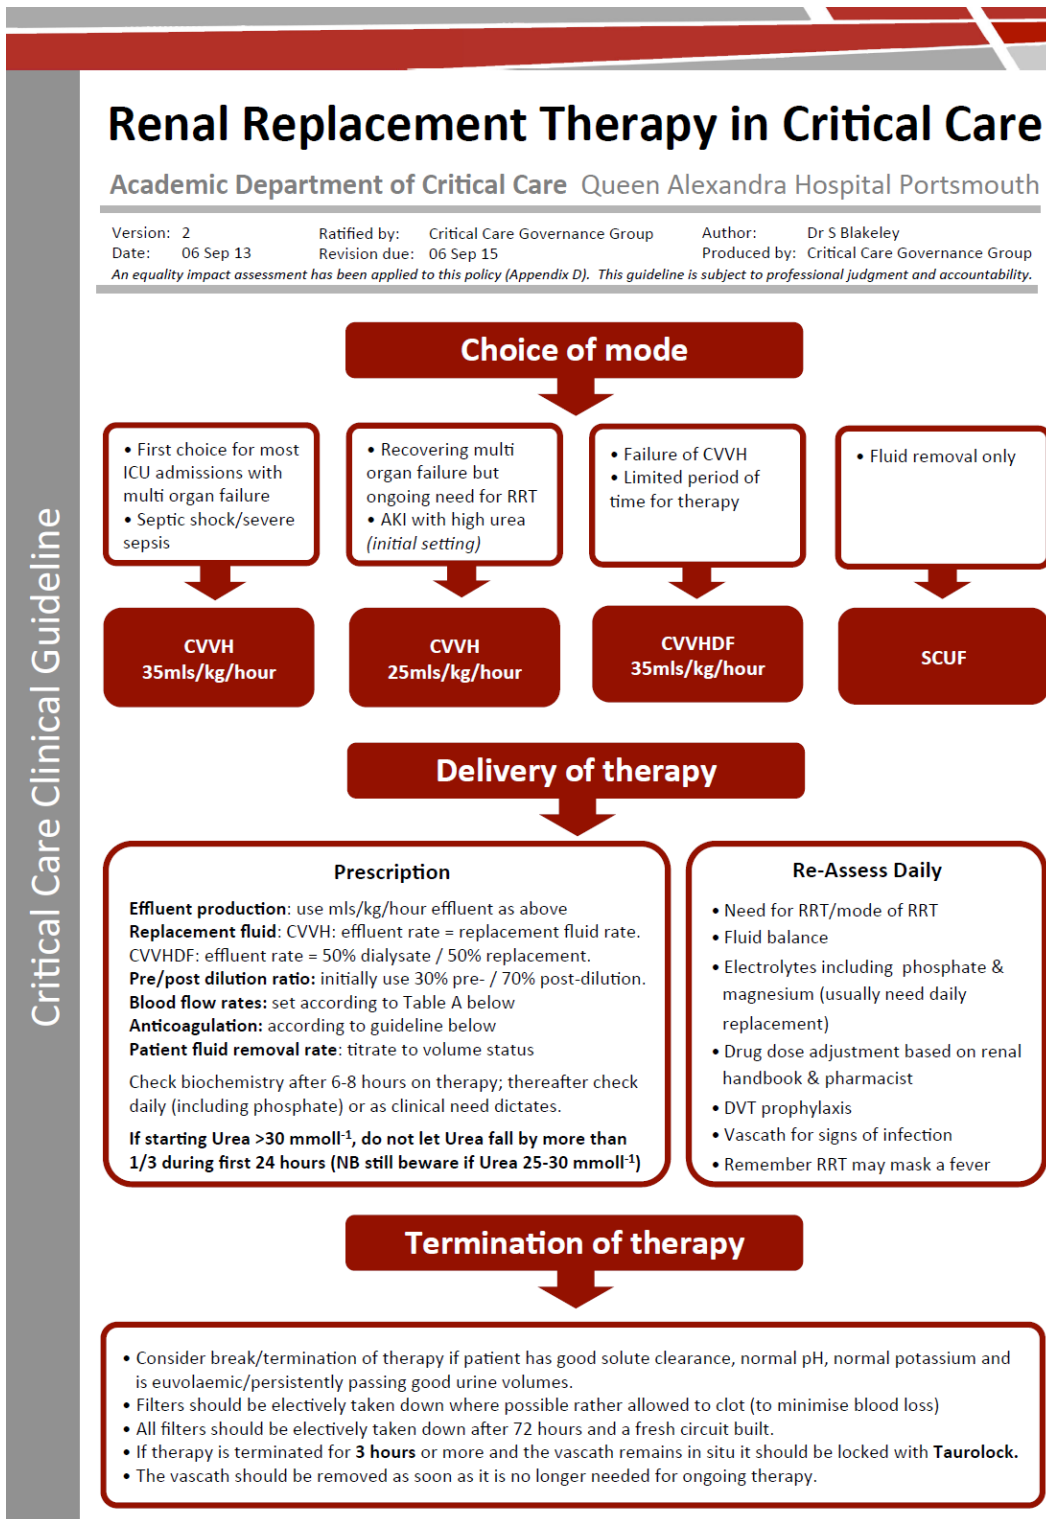 Renal Replacement Therapy in Critical Care
Academic Department of Critical Care Queen Alexandra Hospital Portsmouth
Version: 2 Ratified by: Critical Care Governance Group Author: Dr S Blakeley
Date: 06 Sep 13 Revision due: 06 Sep 15 Produced by: Critical Care Governance Group
An equality impact assessment has been applied to this policy (Appendix D). This guideline is subject to professional judgment and accountability.
Critical Care Clinical Guideline
Choice of mode
• First choice for most
ICU admissions with
multi organ failure
• Septic shock/severe
sepsis
CVVH
35mls/kg/hour
• Recovering multi
organ failure but
ongoing need for RRT
• AKI with high urea
(initial setting)
CVVH
25mls/kg/hour
• Failure of CVVH
• Limited period of
time for therapy
CVVHDF
35mls/kg/hour
• Fluid removal only
SCUF
Delivery of therapy
Prescription
Effluent production: use mls/kg/hour effluent as above
Replacement fluid: CVVH: effluent rate = replacement fluid rate.
CVVHDF: effluent rate = 50% dialysate / 50% replacement.
Pre/post dilution ratio: initially use 30% pre- / 70% post-dilution.
Blood flow rates: set according to Table A below
Anticoagulation: according to guideline below
Patient fluid removal rate: titrate to volume status
Check biochemistry after 6-8 hours on therapy; thereafter check
daily (including phosphate) or as clinical need dictates.
If starting Urea >30 mmoll⁻¹, do not let Urea fall by more than
1/3 during first 24 hours (NB still beware if Urea 25-30 mmoll⁻¹)
Re-Assess Daily
• Need for RRT/mode of RRT
• Fluid balance
• Electrolytes including phosphate &
magnesium (usually need daily
replacement)
• Drug dose adjustment based on renal
handbook & pharmacist
• DVT prophylaxis
• Vascath for signs of infection
• Remember RRT may mask a fever
Termination of therapy
• Consider break/termination of therapy if patient has good solute clearance, normal pH, normal potassium and
is euvolaemic/persistently passing good urine volumes.
• Filters should be electively taken down where possible rather allowed to clot (to minimise blood loss)
• All filters should be electively taken down after 72 hours and a fresh circuit built.
• If therapy is terminated for 3 hours or more and the vascath remains in situ it should be locked with Taurolock.
• The vascath should be removed as soon as it is no longer needed for ongoing therapy.